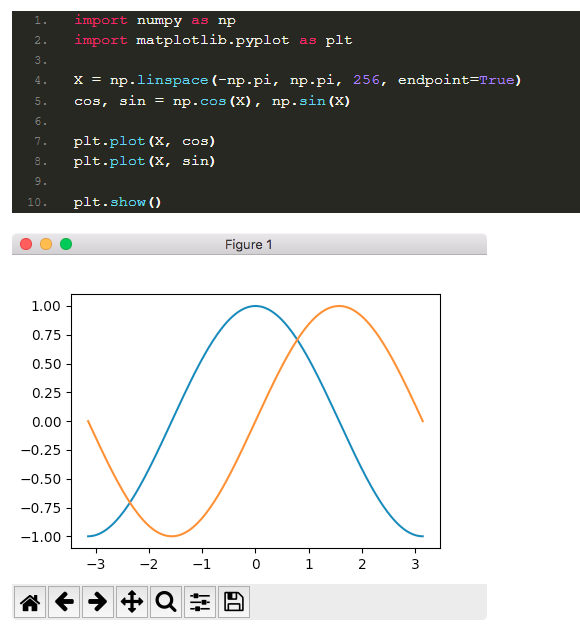 1. import numpy as np
2. import matplotlib.pyplot as plt
3.
4. X = np.linspace(-np.pi, np.pi, 256, endpoint=True)
5. cos, sin = np.cos(X), np.sin(X)
6.
7. plt.plot(X, cos)
8. plt.plot(X, sin)
9.
10. plt.show()
Figure 1
1.00
0.75
0.50
0.25
0.00
−0.25
−0.50
−0.75
−1.00
−3 −2 −1 0 1 2 3